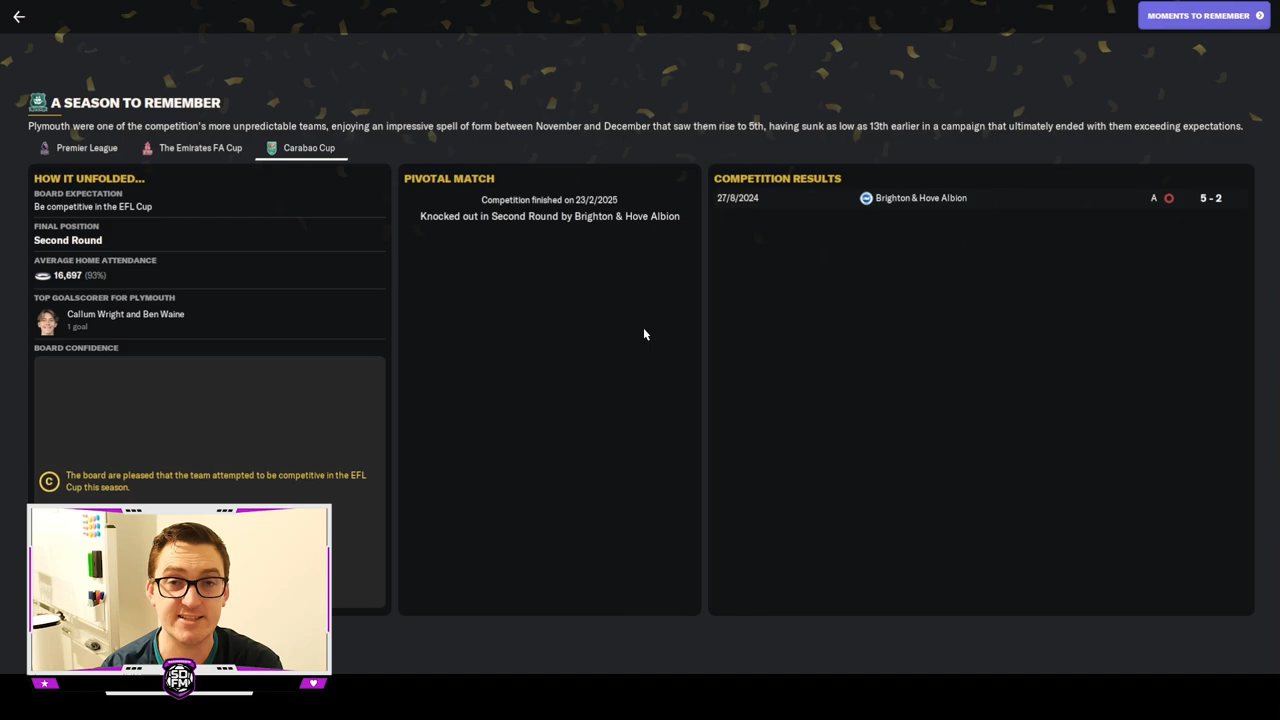 MOMENTS TO REMEMBER
A SEASON TO REMEMBER
Plymouth were one of the competition's more unpredictable teams, enjoying an impressive spell of form between November and December that saw them rise to 5th, having sunk as low as 13th earlier in a campaign that ultimately ended with them exceeding expectations.
Premier League
The Emirates FA Cup
Carabao Cup
HOW IT UNFOLDED...
BOARD EXPECTATION
Be competitive in the EFL Cup
FINAL POSITION
Second Round
AVERAGE HOME ATTENDANCE
16,697 (93%)
TOP GOALSCORER FOR PLYMOUTH
Callum Wright and Ben Waine
1 goal
BOARD CONFIDENCE
C
The board are pleased that the team attempted to be competitive in the EFL
Cup this season.
PIVOTAL MATCH
Competition finished on 23/2/2025
Knocked out in Second Round by Brighton & Hove Albion
COMPETITION RESULTS
27/8/2024 Brighton & Hove Albion A 5 - 2
SD
FM